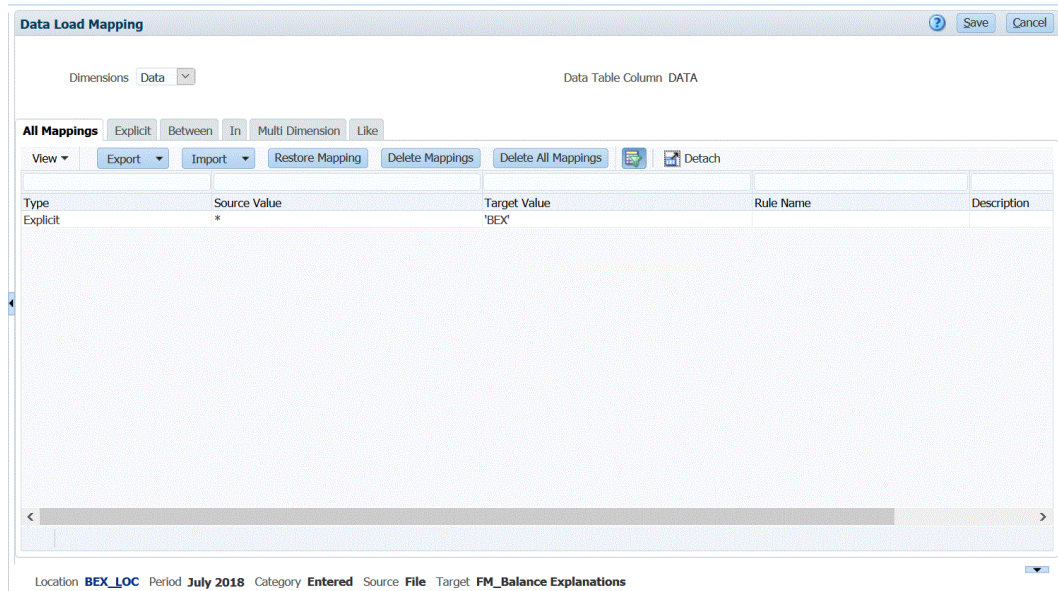 Data Load Mapping
? Save Cancel
Dimensions Data
Data Table Column DATA
All Mappings Explicit Between In Multi Dimension Like
View Export Import Restore Mapping Delete Mappings Delete All Mappings Detach
Type Source Value Target Value Rule Name Description
Explicit * 'BEX'
Location BEX_LOC Period July 2018 Category Entered Source File Target FM_Balance Explanations